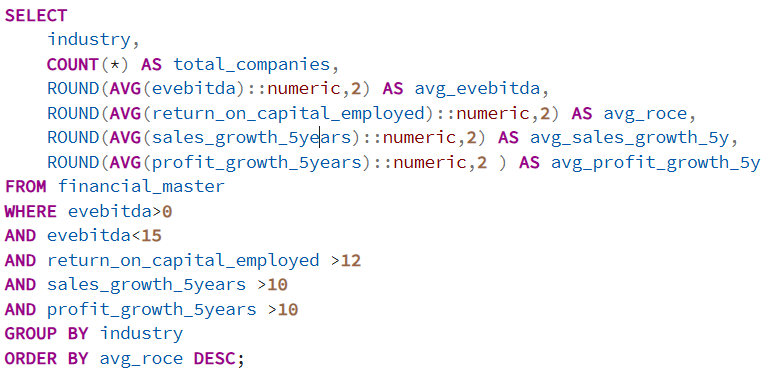 SELECT
    industry,
    COUNT(*) AS total_companies,
    ROUND(AVG(evebitda)::numeric,2) AS avg_evebitda,
    ROUND(AVG(return_on_capital_employed)::numeric,2) AS avg_roce,
    ROUND(AVG(sales_growth_5years)::numeric,2) AS avg_sales_growth_5y,
    ROUND(AVG(profit_growth_5years)::numeric,2 ) AS avg_profit_growth_5y
FROM financial_master
WHERE evebitda>0
AND evebitda<15
AND return_on_capital_employed >12
AND sales_growth_5years >10
AND profit_growth_5years >10
GROUP BY industry
ORDER BY avg_roce DESC;